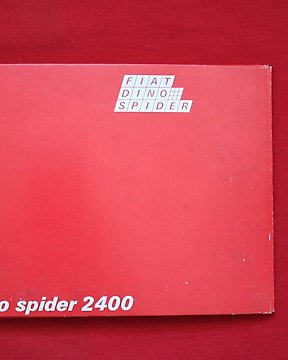 FIAT
DINO
SPIDER
o spider 2400